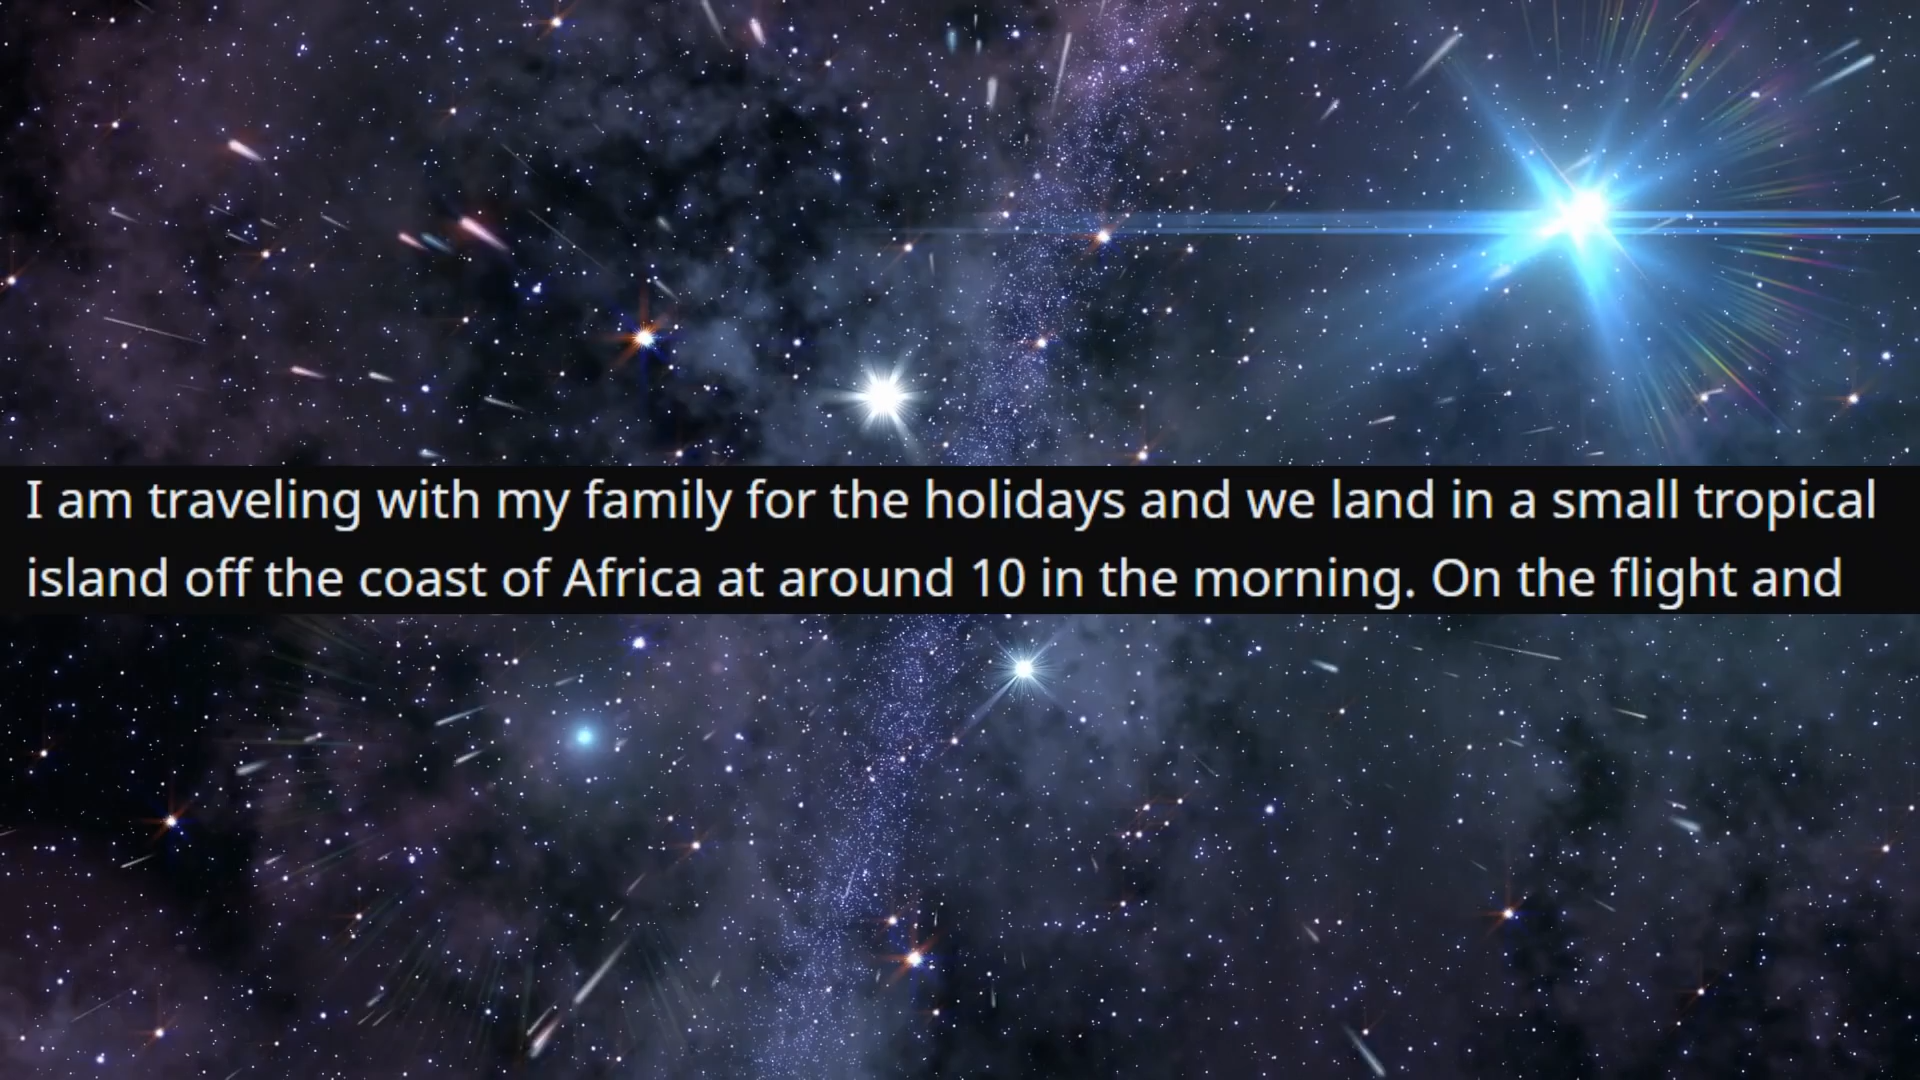 I am traveling with my family for the holidays and we land in a small tropical
island off the coast of Africa at around 10 in the morning. On the flight and